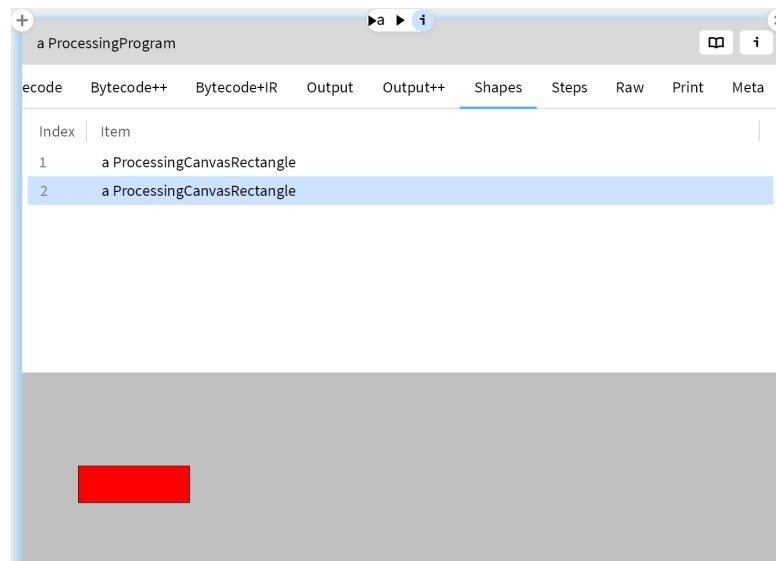 a i
a ProcessingProgram i
ecode Bytecode++ Bytecode+IR Output Output++ Shapes Steps Raw Print Meta
Index Item
1 a ProcessingCanvasRectangle
2 a ProcessingCanvasRectangle